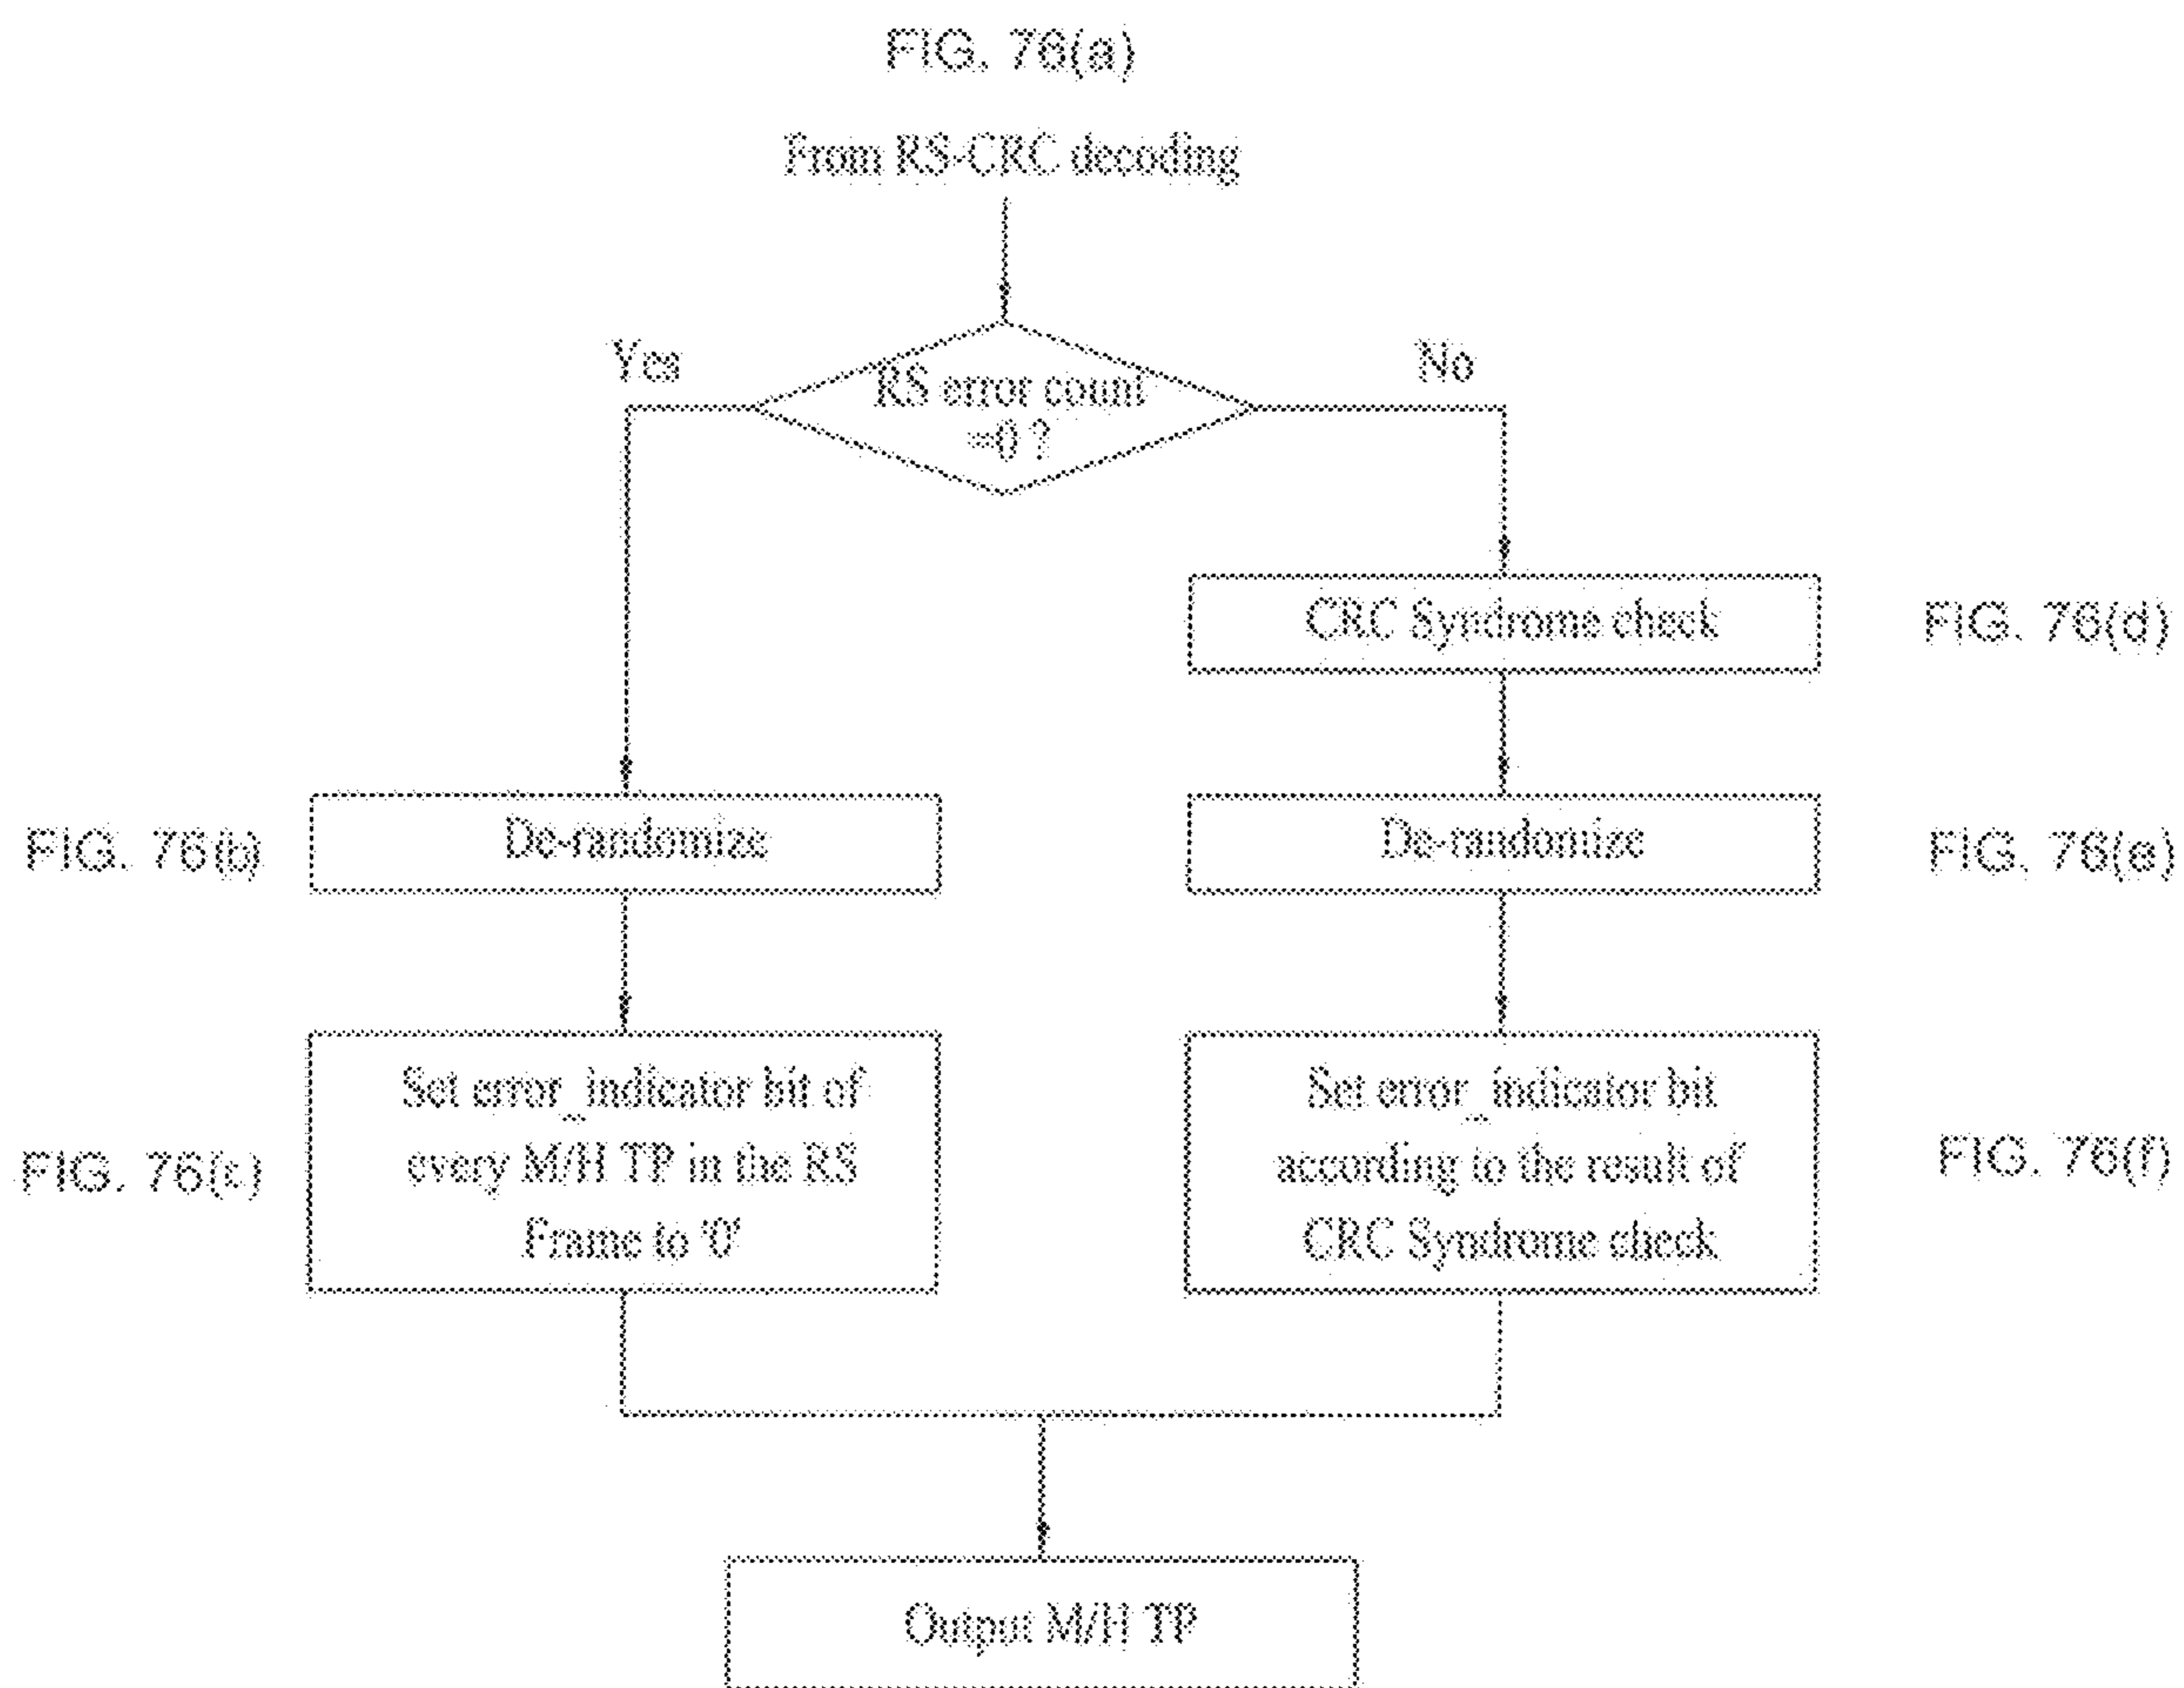 FIG. 76(a)
From RS-CRC decoding
Yes
No
RS error count
=0 ?
CRC Syndrome check
FIG. 76(d)
FIG. 76(b)
De-randomize
De-randomize
FIG. 76(e)
Set error_indicator bit of
every M/H TP in the RS
Frame to '0'
FIG. 76(c)
Set error_indicator bit
according to the result of
CRC Syndrome check
FIG. 76(f)
Output M/H TP